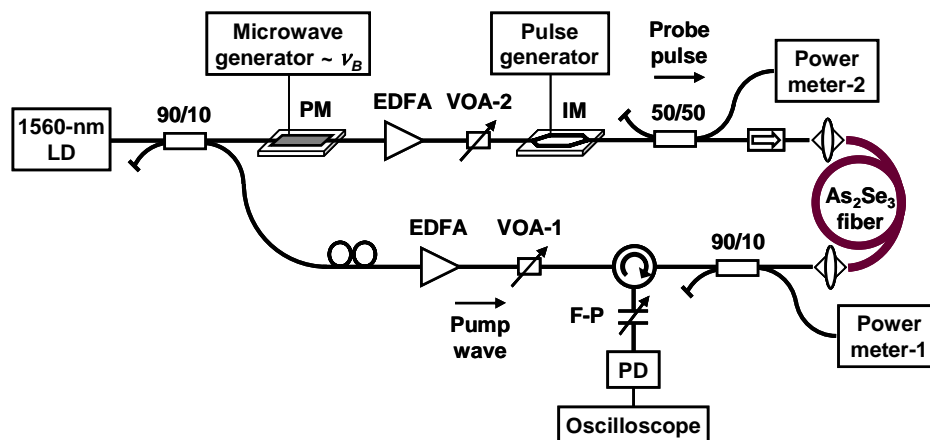 Microwave
generator ~ νB
Pulse
generator
Probe
pulse
Power
meter-2
1560-nm
LD
90/10
PM
EDFA
VOA-2
IM
50/50
As2Se3
fiber
EDFA
VOA-1
90/10
Pump
wave
F-P
PD
Oscilloscope
Power
meter-1